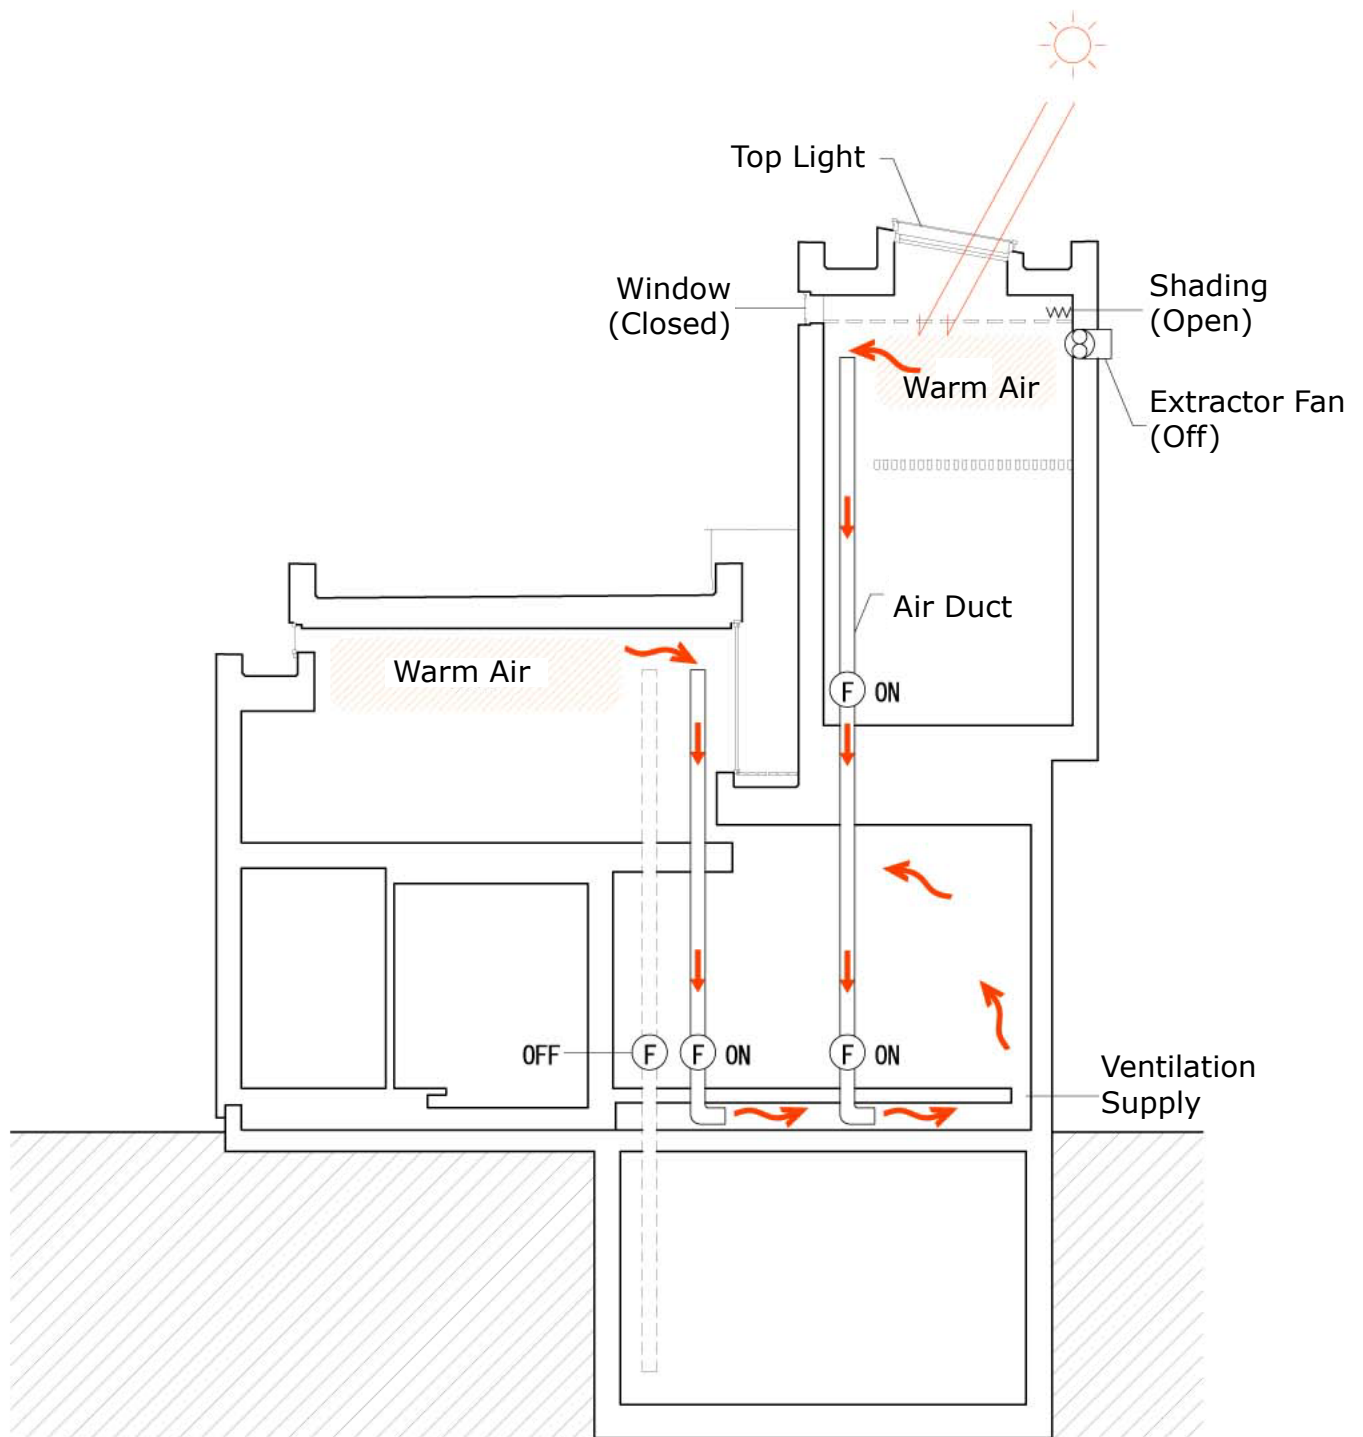 Top Light
Window
(Closed)
Shading
(Open)
Warm Air
Extractor Fan
(Off)
Air Duct
Warm Air
F ON
OFF F F ON F ON
Ventilation
Supply